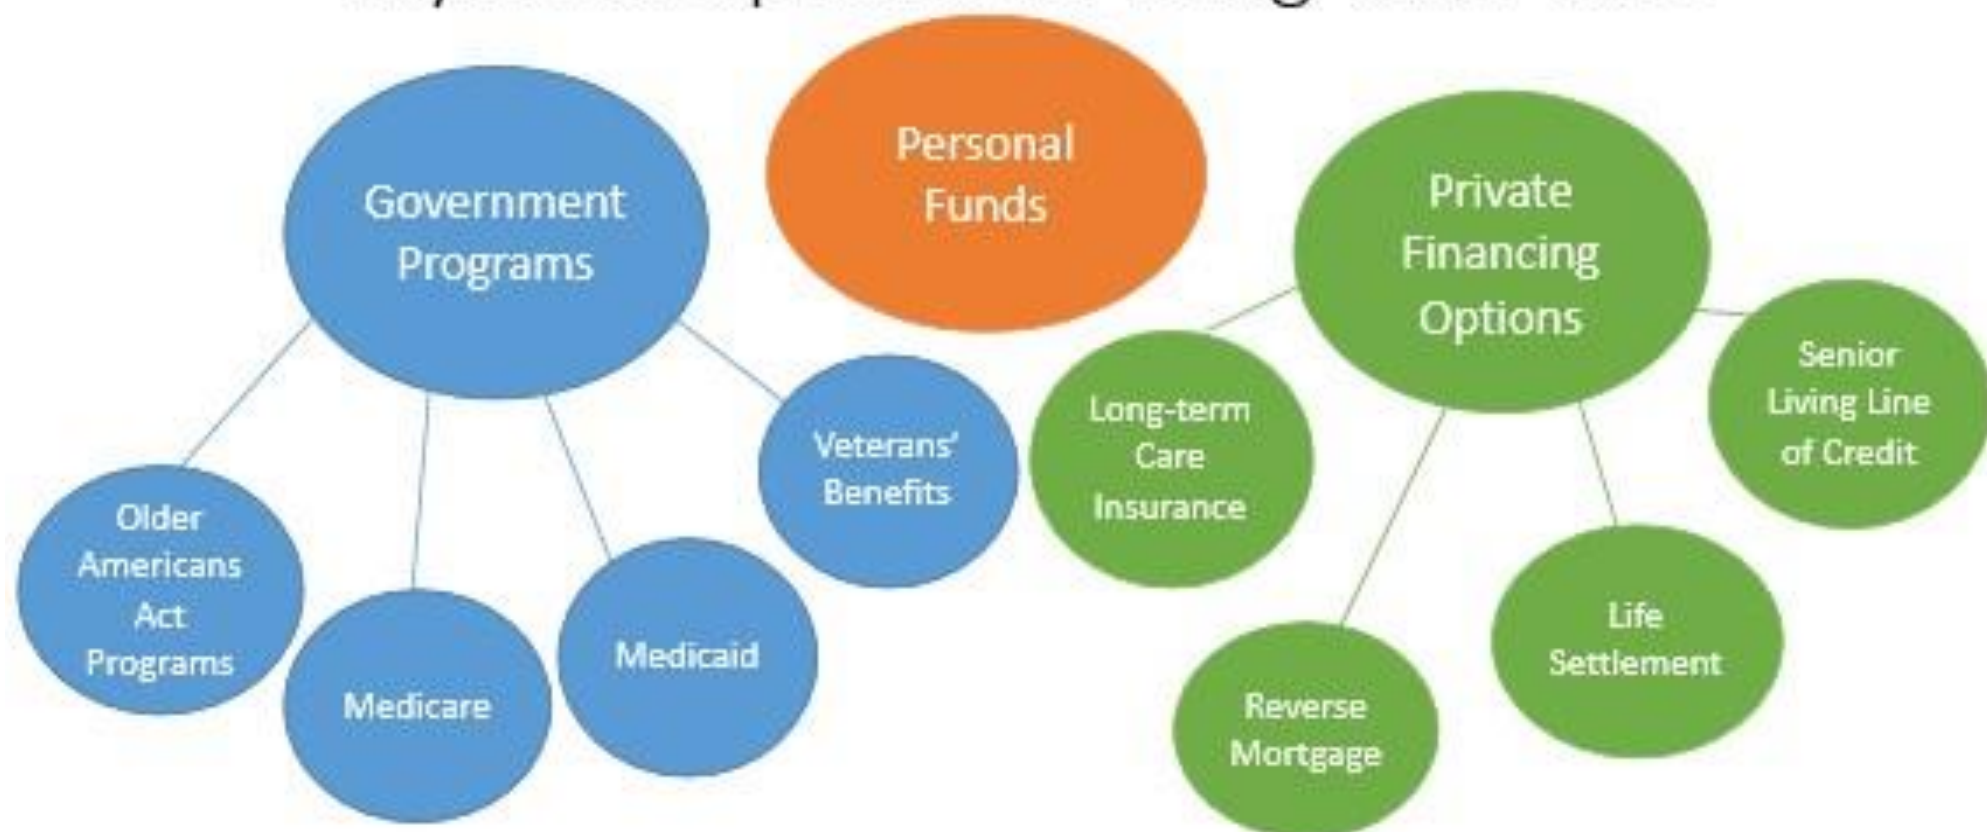 Government
Programs
Personal
Funds
Private
Financing
Options
Older
Americans
Act
Programs
Medicare
Medicaid
Veterans'
Benefits
Long-term
Care
Insurance
Reverse
Mortgage
Life
Settlement
Senior
Living Line
of Credit